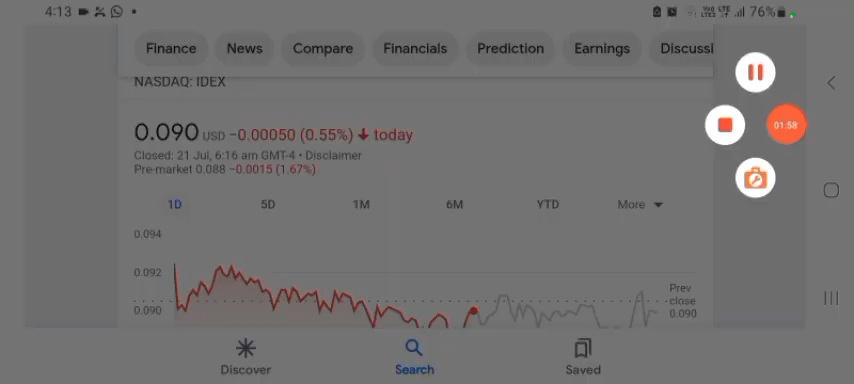 4:13
Vo0 LTE LTE2 76%
Finance News Compare Financials Prediction Earnings Discussi
NASDAQ: IDEX
0.090 USD −0.00050 (0.55%) today
Closed: 21 Jul, 6:16 am GMT-4 • Disclaimer
Pre-market 0.088 −0.0015 (1.67%)
01:58
1D 5D 1M 6M YTD More
0.094
0.092
0.090
Prev
close
0.090
Discover Search Saved